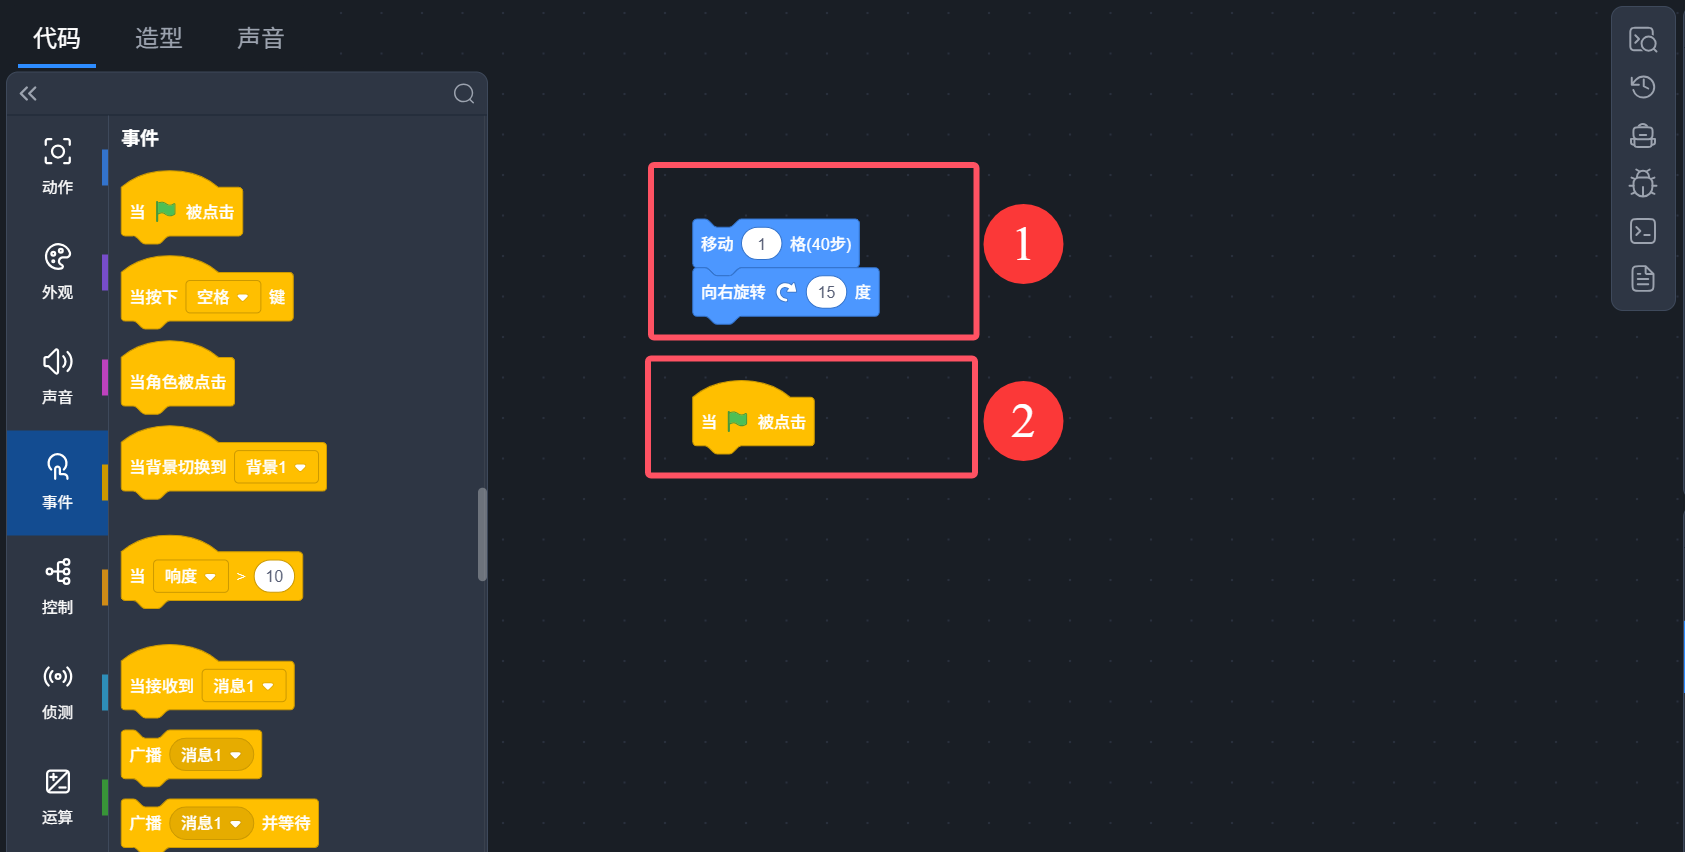 代码 造型 声音
事件
动作
外观
声音
事件
控制
侦测
运算
当 被点击
当按下 空格 键
当角色被点击
当背景切换到 背景1
当 响度 > 10
当接收到 消息1
广播 消息1
广播 消息1 并等待
移动 1 格(40步)
向右旋转 15 度
1
当 被点击
2